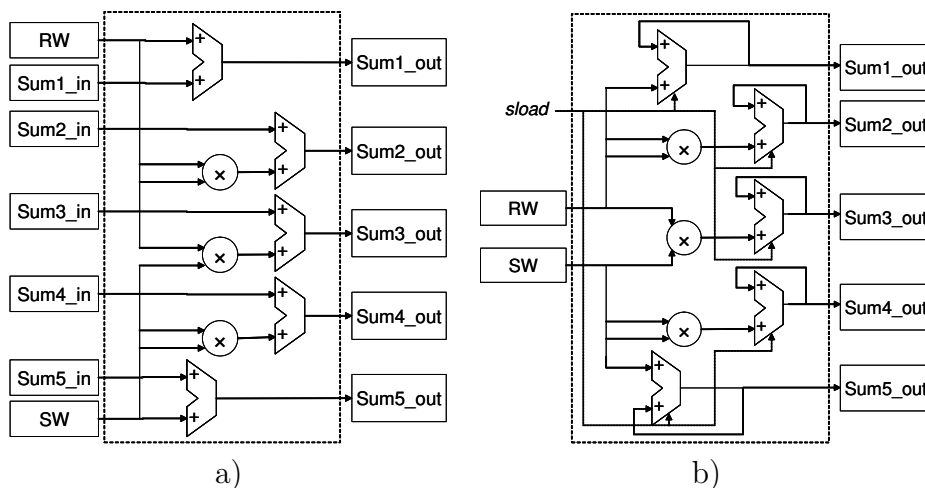 RW
Sum1_in
Sum2_in
Sum3_in
Sum4_in
Sum5_in
SW
+
+
+
+
×
+
+
×
+
+
×
+
+
Sum1_out
Sum2_out
Sum3_out
Sum4_out
Sum5_out
a)
sload
RW
SW
+
+
+
+
×
+
+
×
+
+
×
+
+
Sum1_out
Sum2_out
Sum3_out
Sum4_out
Sum5_out
b)